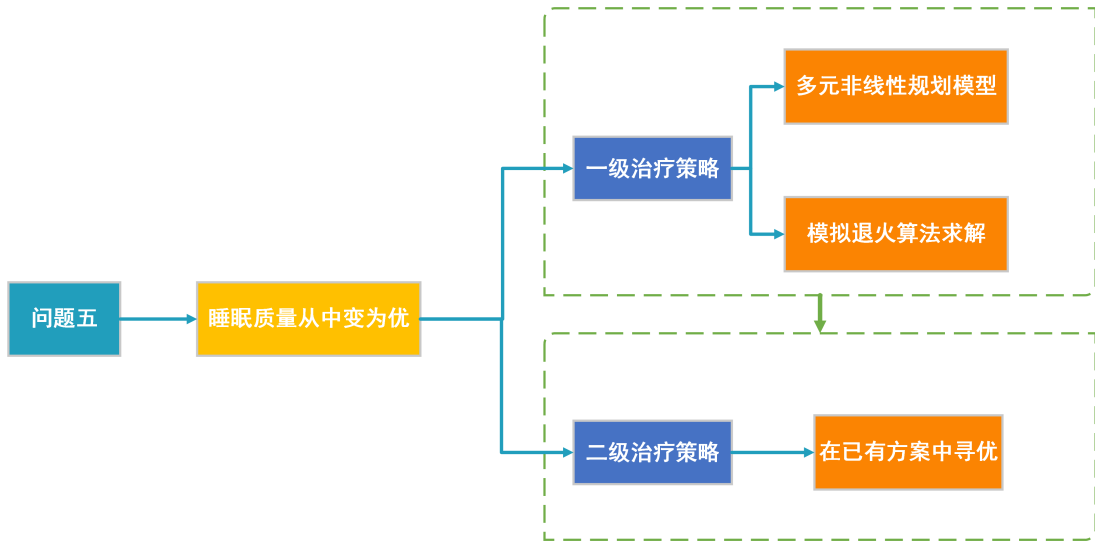 问题五
睡眠质量从中变为优
一级治疗策略
多元非线性规划模型
模拟退火算法求解
二级治疗策略
在已有方案中寻优